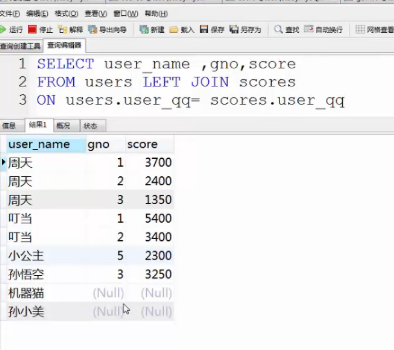 文件(F) 编辑(E) 格式(O) 查看(V) 窗口(W) 帮助(H)
运行 停止 解释 导出向导 新建 载入 保存 另存为 查找 自动换行 网格查看
查询创建工具 查询编辑器
1 SELECT user_name ,gno,score
2 FROM users LEFT JOIN scores
3 ON users.user_qq= scores.user_qq
信息 结果1 概况 状态
user_name gno score
周天 1 3700
周天 2 2400
周天 3 1350
叮当 1 5400
叮当 2 3400
小公主 5 2300
孙悟空 3 3250
机器猫 (Null) (Null)
孙小美 (Null) (Null)